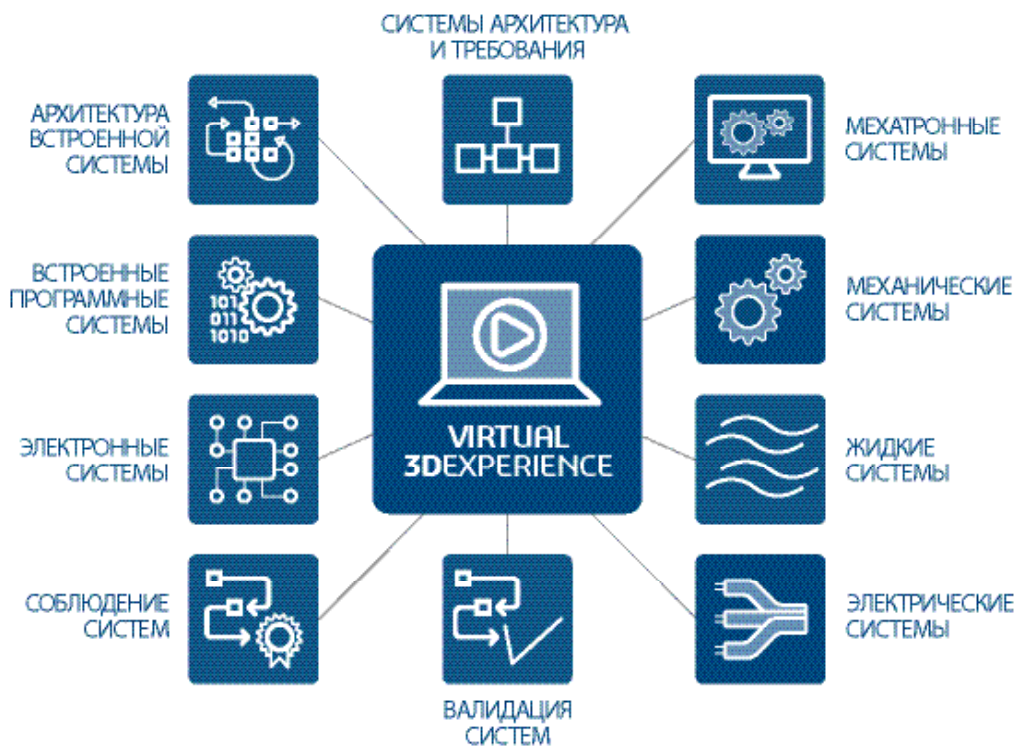 СИСТЕМЫ АРХИТЕКТУРА
И ТРЕБОВАНИЯ
АРХИТЕКТУРА
ВСТРОЕННОЙ
СИСТЕМЫ
МЕХАТРОННЫЕ
СИСТЕМЫ
ВСТРОЕННЫЕ
ПРОГРАММНЫЕ
СИСТЕМЫ
101
011
1010
МЕХАНИЧЕСКИЕ
СИСТЕМЫ
VIRTUAL
3DEXPERIENCE
ЭЛЕКТРОННЫЕ
СИСТЕМЫ
ЖИДКИЕ
СИСТЕМЫ
СОБЛЮДЕНИЕ
СИСТЕМ
ЭЛЕКТРИЧЕСКИЕ
СИСТЕМЫ
ВАЛИДАЦИЯ
СИСТЕМ